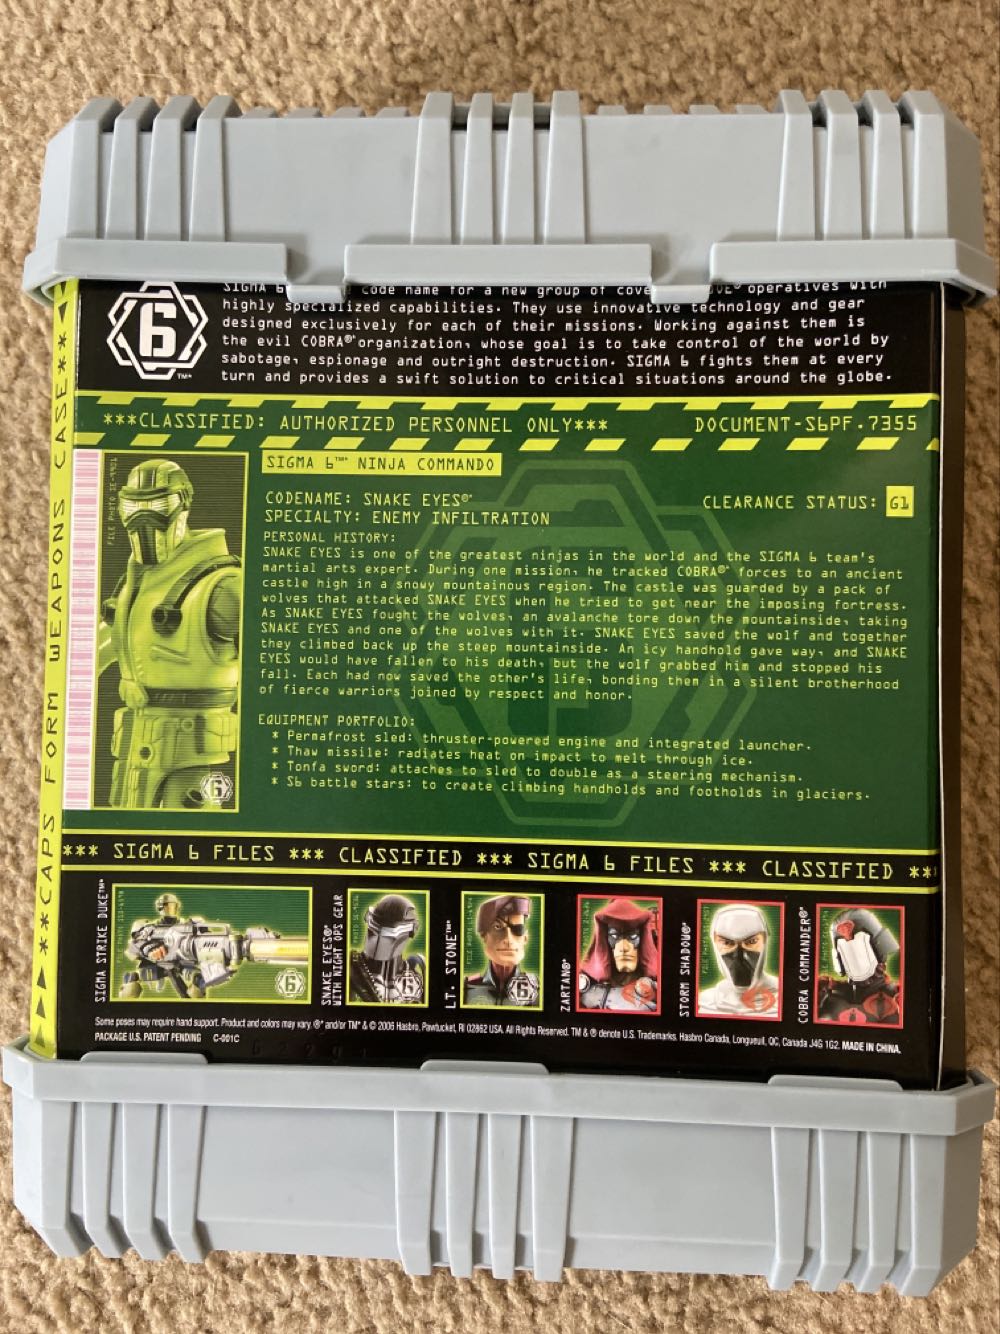 SIGMA 6 code name for a new group of operatives with
highly specialized capabilities. They use innovative technology and gear
designed exclusively for each of their missions. Working against them is
the evil COBRA® organization, whose goal is to take control of the world by
sabotage, espionage and outright destruction. SIGMA 6 fights them at every
turn and provides a swift solution to critical situations around the globe.
6
TM*
***CLASSIFIED: AUTHORIZED PERSONNEL ONLY***
DOCUMENT-S6PF.7355
***CAPS FORM WEAPONS CASE***
SIGMA 6™* NINJA COMMANDO
CODENAME: SNAKE EYES®*
CLEARANCE STATUS: G1
SPECIALTY: ENEMY INFILTRATION
PERSONAL HISTORY:
SNAKE EYES is one of the greatest ninjas in the world and the SIGMA 6 team's
martial arts expert. During one mission, he tracked COBRA®* forces to an ancient
castle high in a snowy mountainous region. The castle was guarded by a pack of
wolves that attacked SNAKE EYES when he tried to get near the imposing fortress.
As SNAKE EYES fought the wolves, an avalanche tore down the mountainside, taking
SNAKE EYES and one of the wolves with it. SNAKE EYES saved the wolf and together
they climbed back up the steep mountainside. An icy handhold gave way, and SNAKE
EYES would have fallen to his death, but the wolf grabbed him and stopped his
fall. Each had now saved the other's life, bonding them in a silent brotherhood
of fierce warriors joined by respect and honor.
EQUIPMENT PORTFOLIO:
* Permafrost sled: thruster-powered engine and integrated launcher.
* Thaw missile: radiates heat on impact to melt through ice.
* Tonfa sword: attaches to sled to double as a steering mechanism.
* S6 battle stars: to create climbing handholds and footholds in glaciers.
*** SIGMA 6 FILES *** CLASSIFIED *** SIGMA 6 FILES *** CLASSIFIED **
SIGMA STRIKE DUKE™*
SNAKE EYES®*
WITH NIGHT OPS GEAR
LT. STONE™*
ZARTAN®*
STORM SHADOW®*
COBRA COMMANDER®*
Some poses may require hand support. Product and colors may vary. ®* and/or TM* & © 2006 Hasbro, Pawtucket, RI 02862 USA. All Rights Reserved. TM & ® denote U.S. Trademarks. Hasbro Canada, Longueuil, QC, Canada J4G 1G2. MADE IN CHINA.
PACKAGE U.S. PATENT PENDING C-001C